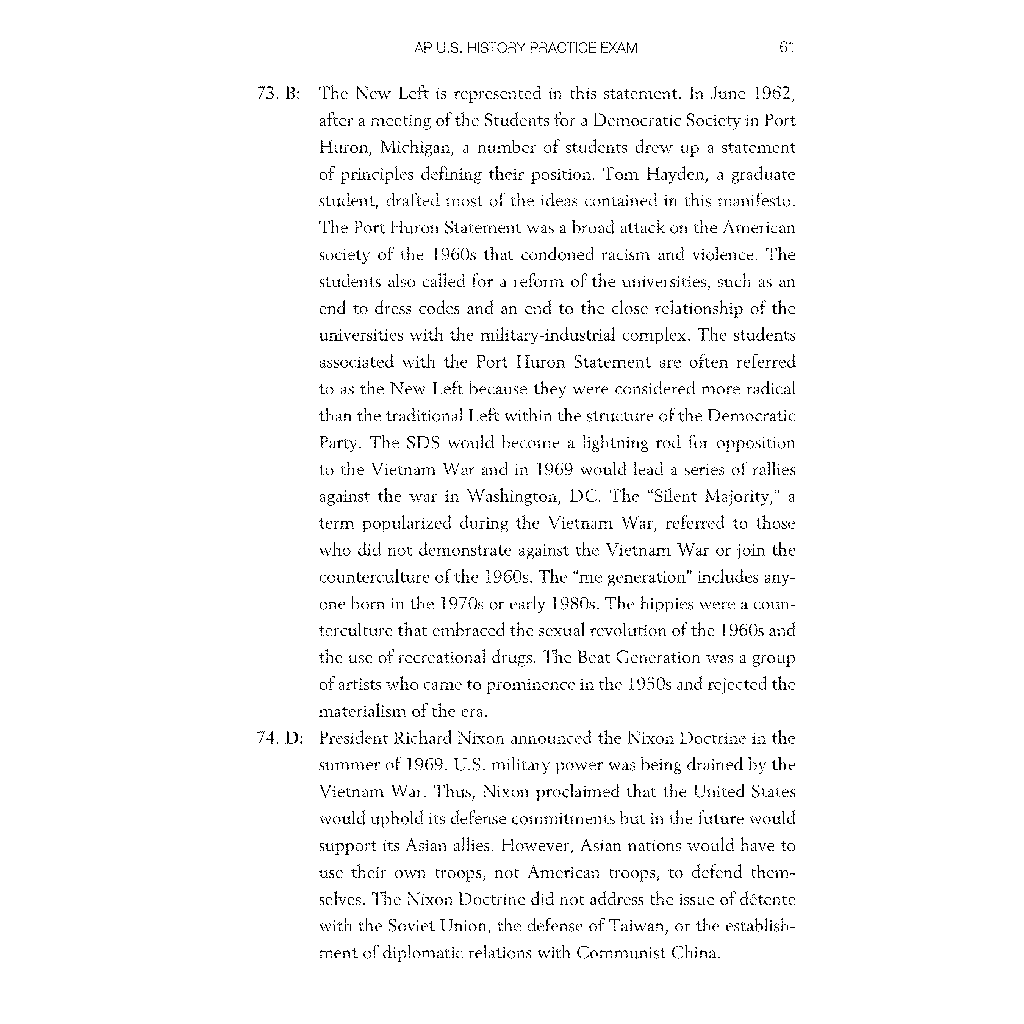 AP U.S. HISTORY PRACTICE EXAM 61
73. B: The New Left is represented in this statement. In June 1962,
after a meeting of the Students for a Democratic Society in Port
Huron, Michigan, a number of students drew up a statement
of principles defining their position. Tom Hayden, a graduate
student, drafted most of the ideas contained in this manifesto.
The Port Huron Statement was a broad attack on the American
society of the 1960s that condoned racism and violence. The
students also called for a reform of the universities, such as an
end to dress codes and an end to the close relationship of the
universities with the military-industrial complex. The students
associated with the Port Huron Statement are often referred
to as the New Left because they were considered more radical
than the traditional Left within the structure of the Democratic
Party. The SDS would become a lightning rod for opposition
to the Vietnam War and in 1969 would lead a series of rallies
against the war in Washington, DC. The “Silent Majority,” a
term popularized during the Vietnam War, referred to those
who did not demonstrate against the Vietnam War or join the
counterculture of the 1960s. The “me generation” includes any-
one born in the 1970s or early 1980s. The hippies were a coun-
terculture that embraced the sexual revolution of the 1960s and
the use of recreational drugs. The Beat Generation was a group
of artists who came to prominence in the 1950s and rejected the
materialism of the era.
74. D: President Richard Nixon announced the Nixon Doctrine in the
summer of 1969. U.S. military power was being drained by the
Vietnam War. Thus, Nixon proclaimed that the United States
would uphold its defense commitments but in the future would
support its Asian allies. However, Asian nations would have to
use their own troops, not American troops, to defend them-
selves. The Nixon Doctrine did not address the issue of détente
with the Soviet Union, the defense of Taiwan, or the establish-
ment of diplomatic relations with Communist China.